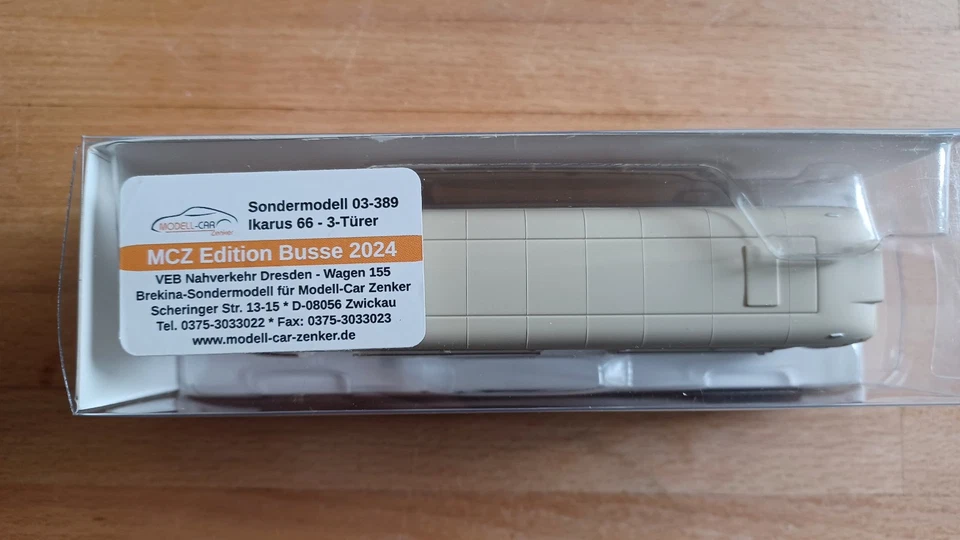 MODELL-CAR
Zenker
Sondermodell 03-389
Ikarus 66 - 3-Türer
MCZ Edition Busse 2024
VEB Nahverkehr Dresden - Wagen 155
Brekina-Sondermodell für Modell-Car Zenker
Scheringer Str. 13-15 * D-08056 Zwickau
Tel. 0375-3033022 * Fax: 0375-3033023
www.modell-car-zenker.de